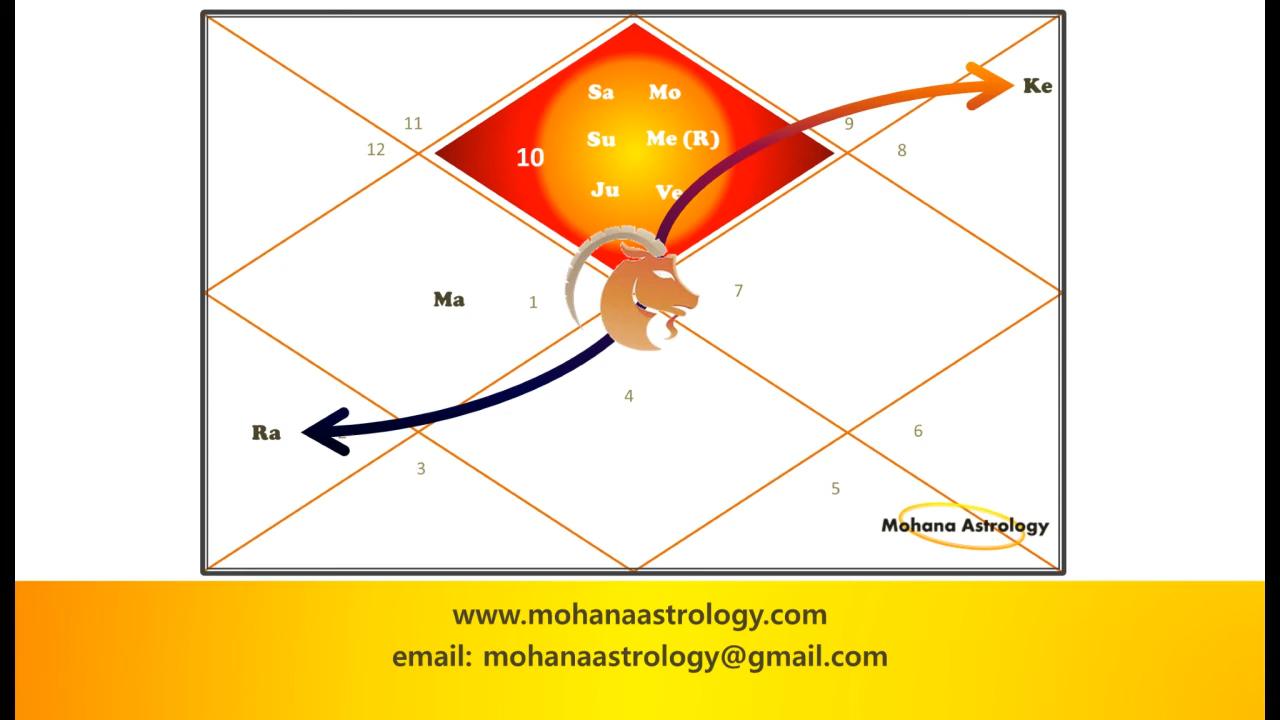 Sa Mo
Ke
11
9
12
10
Su Me (R)
8
Ju Ve
Ma
1
7
4
Ra
6
3
5
Mohana Astrology
www.mohanaastrology.com
email: mohanaastrology@gmail.com